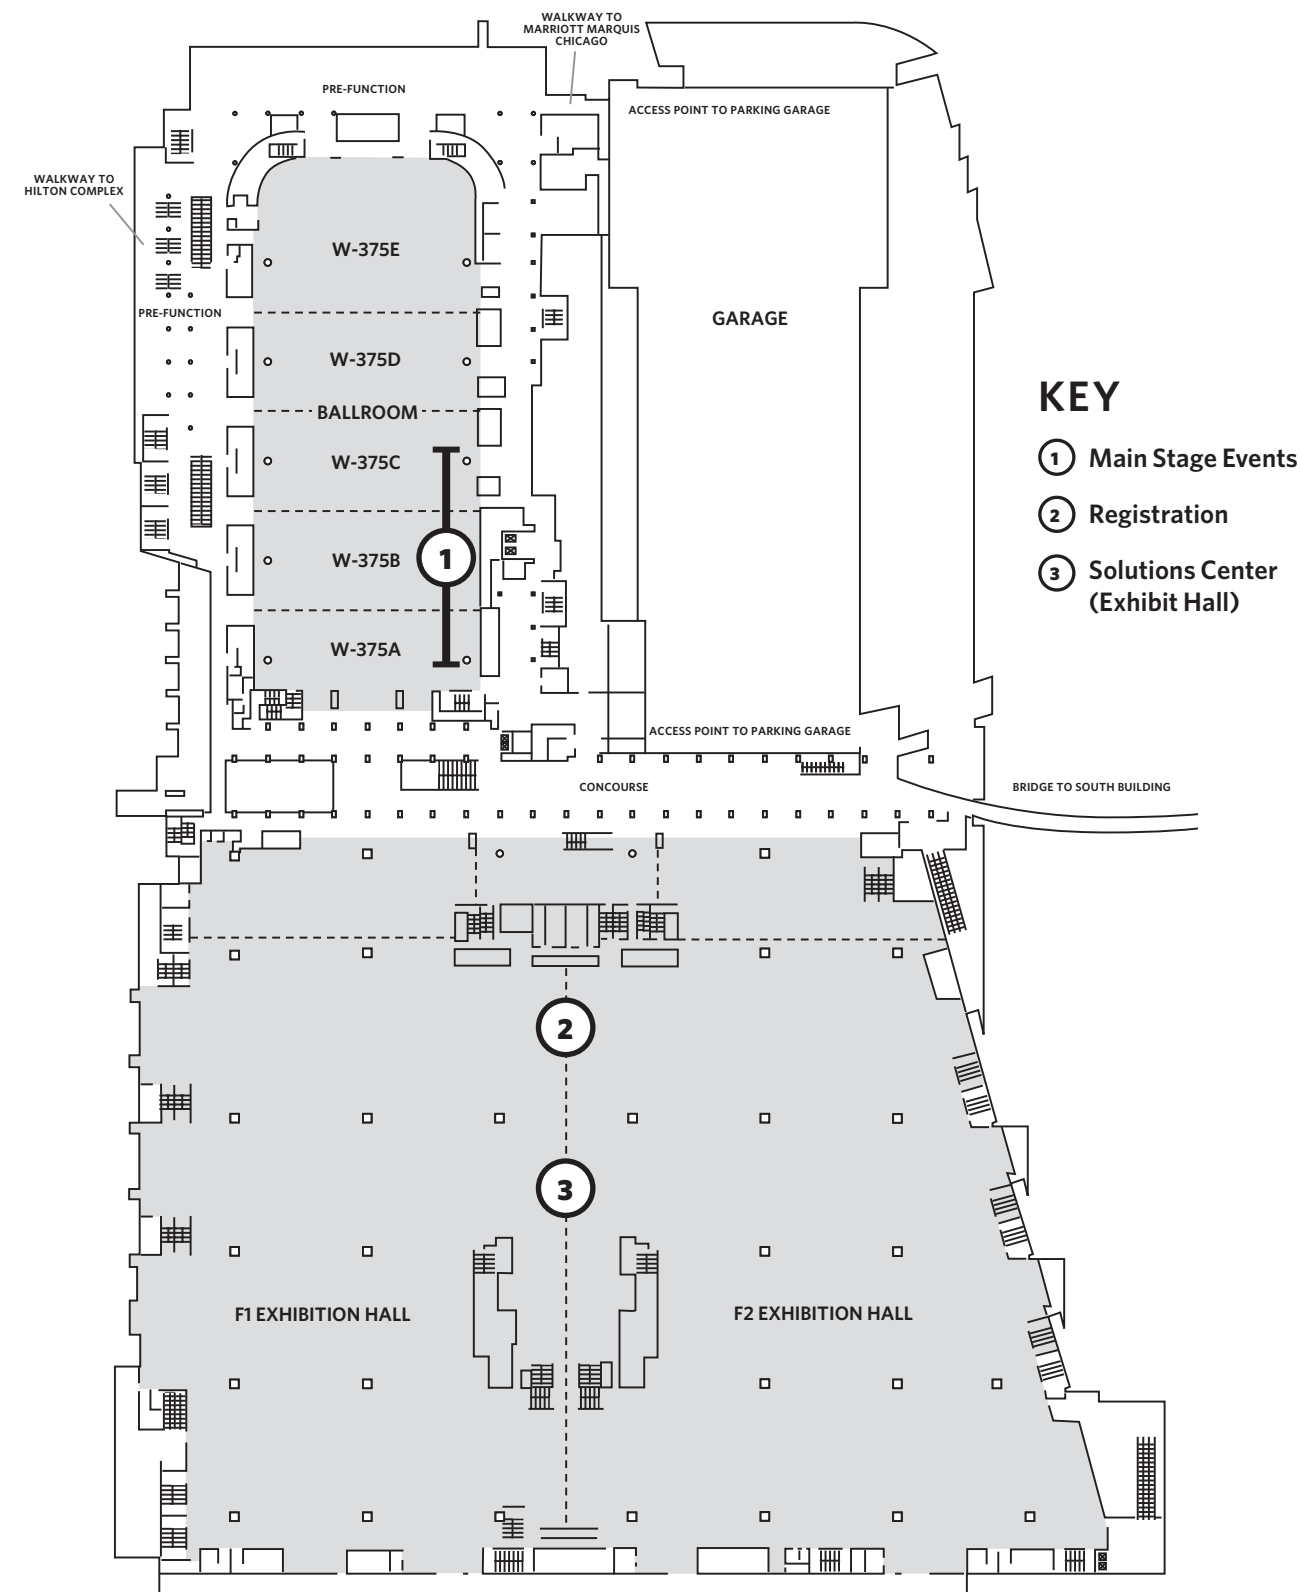 WALKWAY TO
MARRIOTT MARQUIS
CHICAGO
PRE-FUNCTION
ACCESS POINT TO PARKING GARAGE
WALKWAY TO
HILTON COMPLEX
W-375E
PRE-FUNCTION
GARAGE
W-375D
BALLROOM
W-375C
W-375B
1
W-375A
KEY
1 Main Stage Events
2 Registration
3 Solutions Center
(Exhibit Hall)
ACCESS POINT TO PARKING GARAGE
CONCOURSE
BRIDGE TO SOUTH BUILDING
2
3
F1 EXHIBITION HALL
F2 EXHIBITION HALL